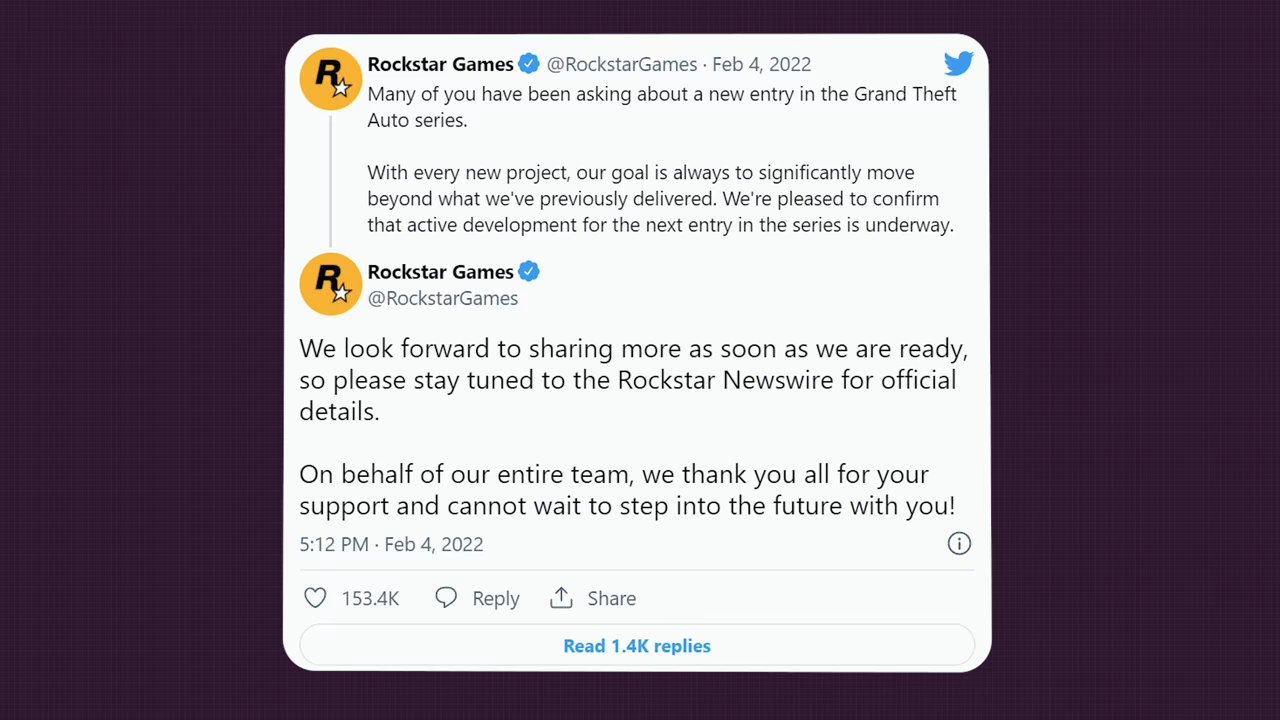 Rockstar Games @RockstarGames · Feb 4, 2022
Many of you have been asking about a new entry in the Grand Theft
Auto series.
With every new project, our goal is always to significantly move
beyond what we've previously delivered. We're pleased to confirm
that active development for the next entry in the series is underway.
Rockstar Games
@RockstarGames
We look forward to sharing more as soon as we are ready,
so please stay tuned to the Rockstar Newswire for official
details.
On behalf of our entire team, we thank you all for your
support and cannot wait to step into the future with you!
5:12 PM · Feb 4, 2022
153.4K Reply Share
Read 1.4K replies